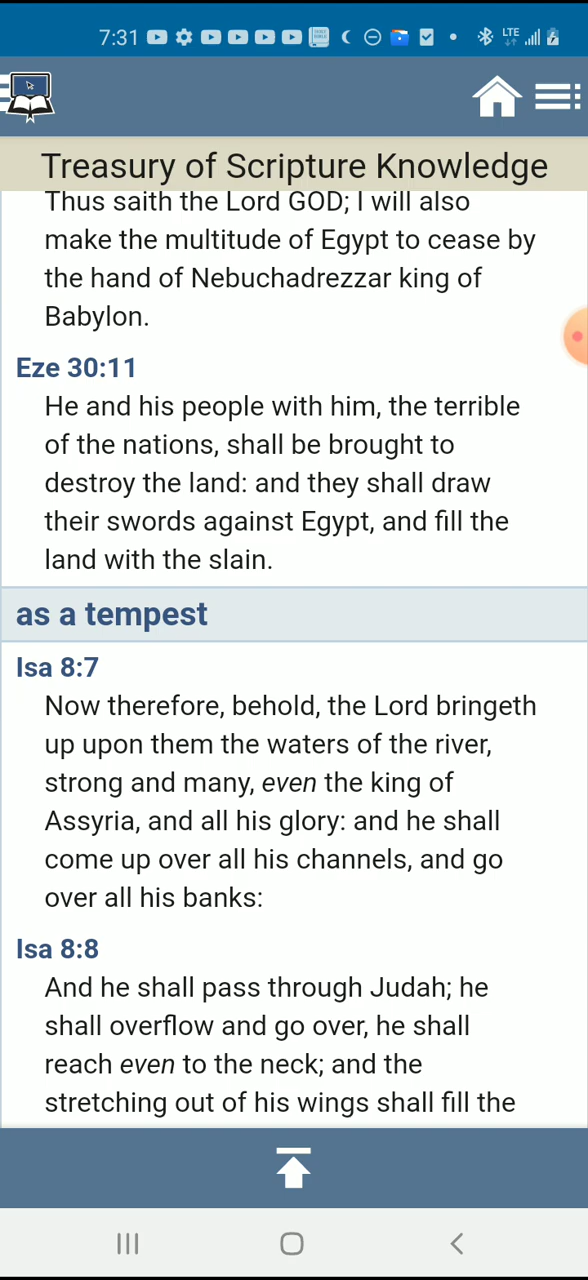 7:31 LTE
Treasury of Scripture Knowledge
Thus saith the Lord GOD; I will also
make the multitude of Egypt to cease by
the hand of Nebuchadrezzar king of
Babylon.
Eze 30:11
He and his people with him, the terrible
of the nations, shall be brought to
destroy the land: and they shall draw
their swords against Egypt, and fill the
land with the slain.
as a tempest
Isa 8:7
Now therefore, behold, the Lord bringeth
up upon them the waters of the river,
strong and many, even the king of
Assyria, and all his glory: and he shall
come up over all his channels, and go
over all his banks:
Isa 8:8
And he shall pass through Judah; he
shall overflow and go over, he shall
reach even to the neck; and the
stretching out of his wings shall fill the